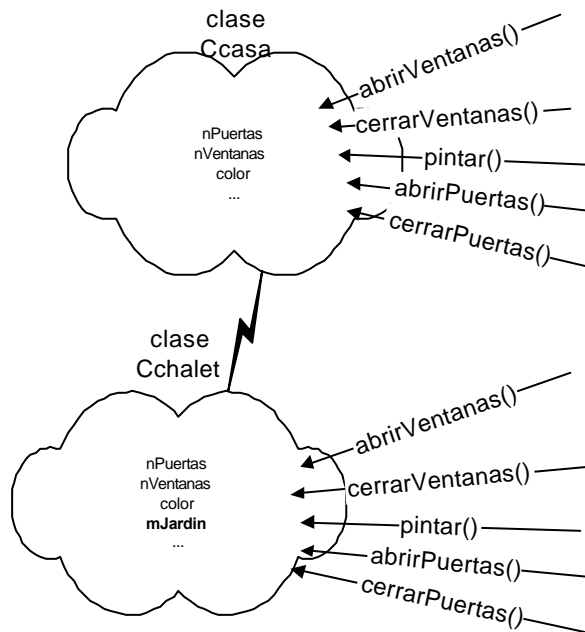 clase
Ccasa
nPuertas
nVentanas
color
...
abrirVentanas()
cerrarVentanas()
pintar()
abrirPuertas()
cerrarPuertas()
clase
Cchalet
nPuertas
nVentanas
color
mJardin
...
abrirVentanas()
cerrarVentanas()
pintar()
abrirPuertas()
cerrarPuertas()